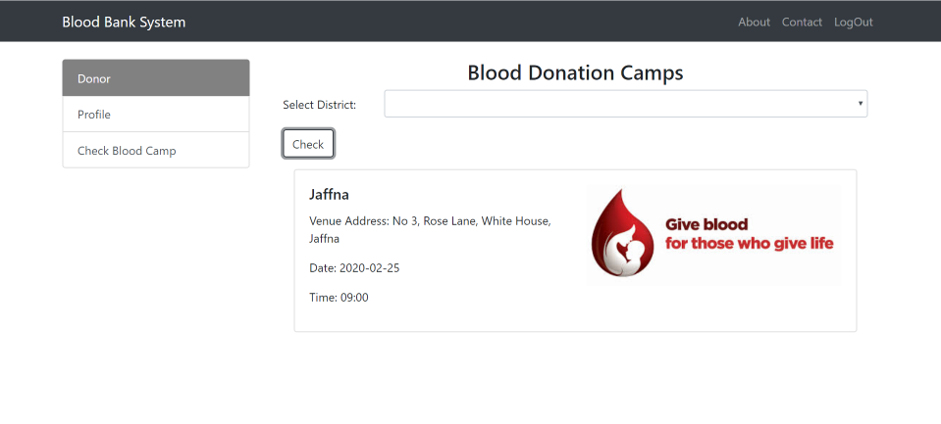 Blood Bank System
About Contact LogOut
Donor
Profile
Check Blood Camp
Blood Donation Camps
Select District:
Check
Jaffna
Venue Address: No 3, Rose Lane, White House,
Jaffna
Date: 2020-02-25
Time: 09:00
Give blood
for those who give life